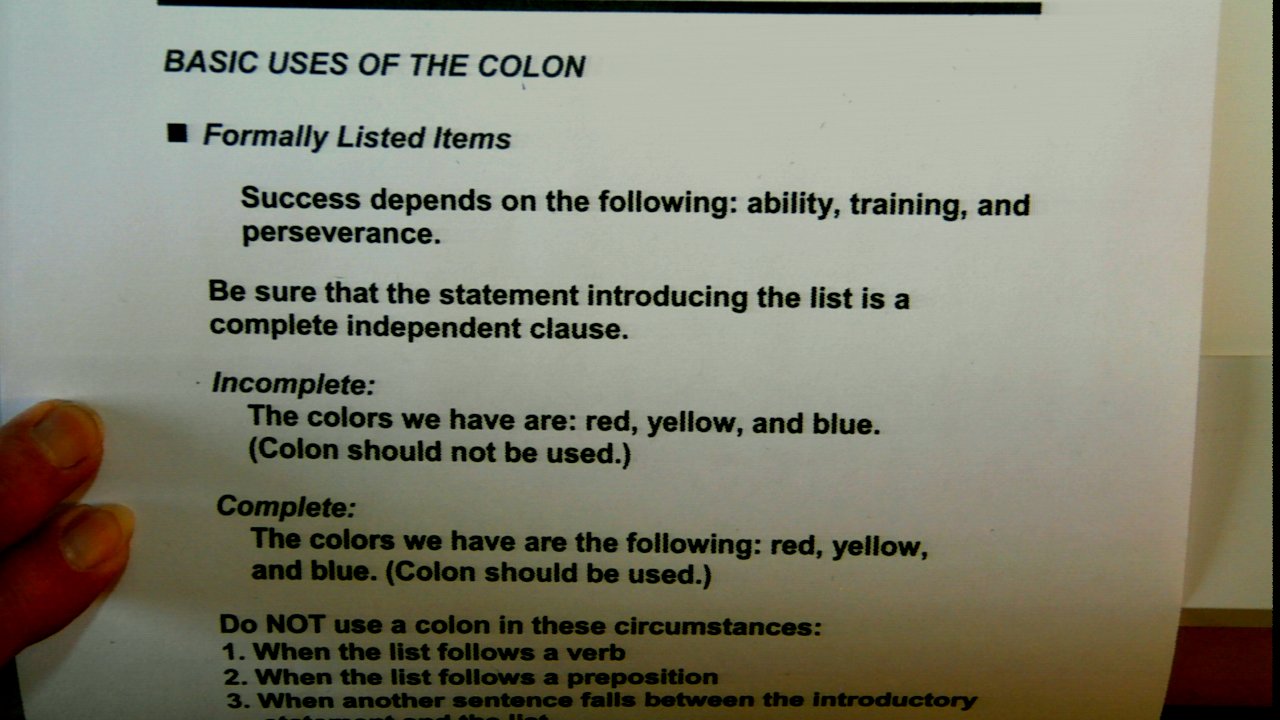 BASIC USES OF THE COLON
■ Formally Listed Items
Success depends on the following: ability, training, and
perseverance.
Be sure that the statement introducing the list is a
complete independent clause.
Incomplete:
The colors we have are: red, yellow, and blue.
(Colon should not be used.)
Complete:
The colors we have are the following: red, yellow,
and blue. (Colon should be used.)
Do NOT use a colon in these circumstances:
1. When the list follows a verb
2. When the list follows a preposition
3. When another sentence falls between the introductory
statement and the list